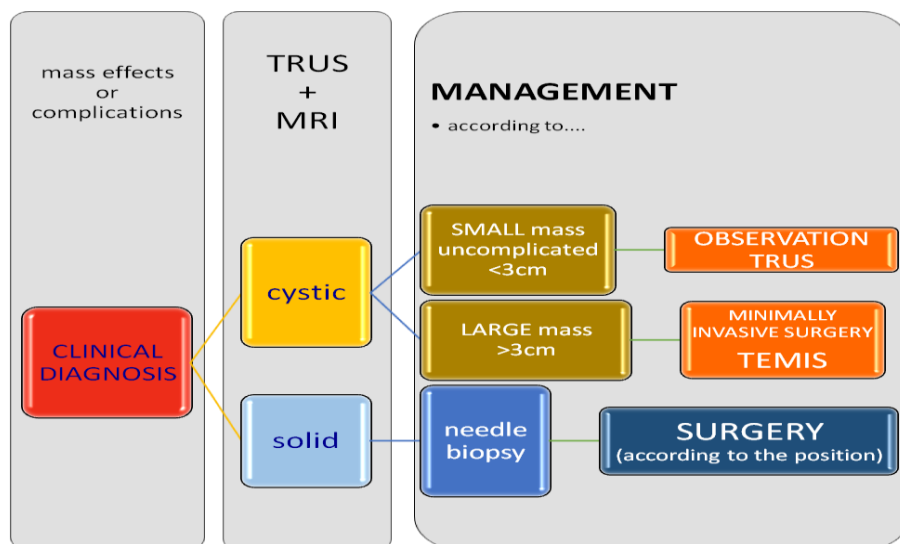 mass effects
or
complications
CLINICAL
DIAGNOSIS
TRUS
+
MRI
cystic
solid
MANAGEMENT
• according to....
SMALL mass
uncomplicated
<3cm
OBSERVATION
TRUS
LARGE mass
>3cm
MINIMALLY
INVASIVE SURGERY
TEMIS
needle
biopsy
SURGERY
(according to the position)